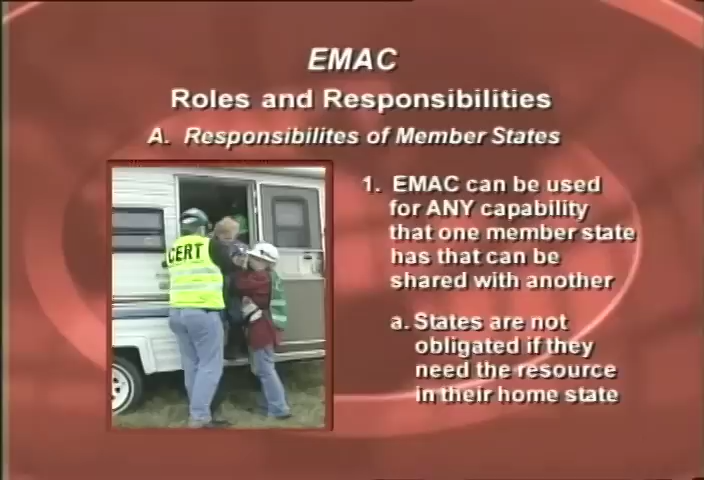 EMAC
Roles and Responsibilities
A. Responsibilites of Member States
1. EMAC can be used
for ANY capability
that one member state
has that can be
shared with another
a. States are not
obligated if they
need the resource
in their home state
CERT